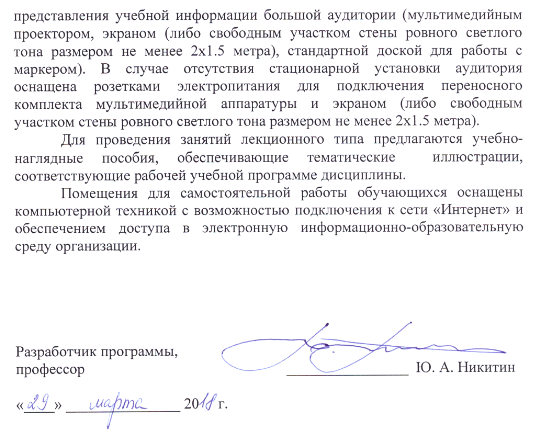 представления учебной информации большой аудитории (мультимедийным
проектором, экраном (либо свободным участком стены ровного светлого
тона размером не менее 2х1.5 метра), стандартной доской для работы с
маркером). В случае отсутствия стационарной установки аудитория
оснащена розетками электропитания для подключения переносного
комплекта мультимедийной аппаратуры и экраном (либо свободным
участком стены ровного светлого тона размером не менее 2х1.5 метра).
Для проведения занятий лекционного типа предлагаются учебно-
наглядные пособия, обеспечивающие тематические иллюстрации,
соответствующие рабочей учебной программе дисциплины.
Помещения для самостоятельной работы обучающихся оснащены
компьютерной техникой с возможностью подключения к сети «Интернет» и
обеспечением доступа в электронную информационно-образовательную
среду организации.
Разработчик программы,
профессор ________________ Ю. А. Никитин
«29» марта 2018 г.